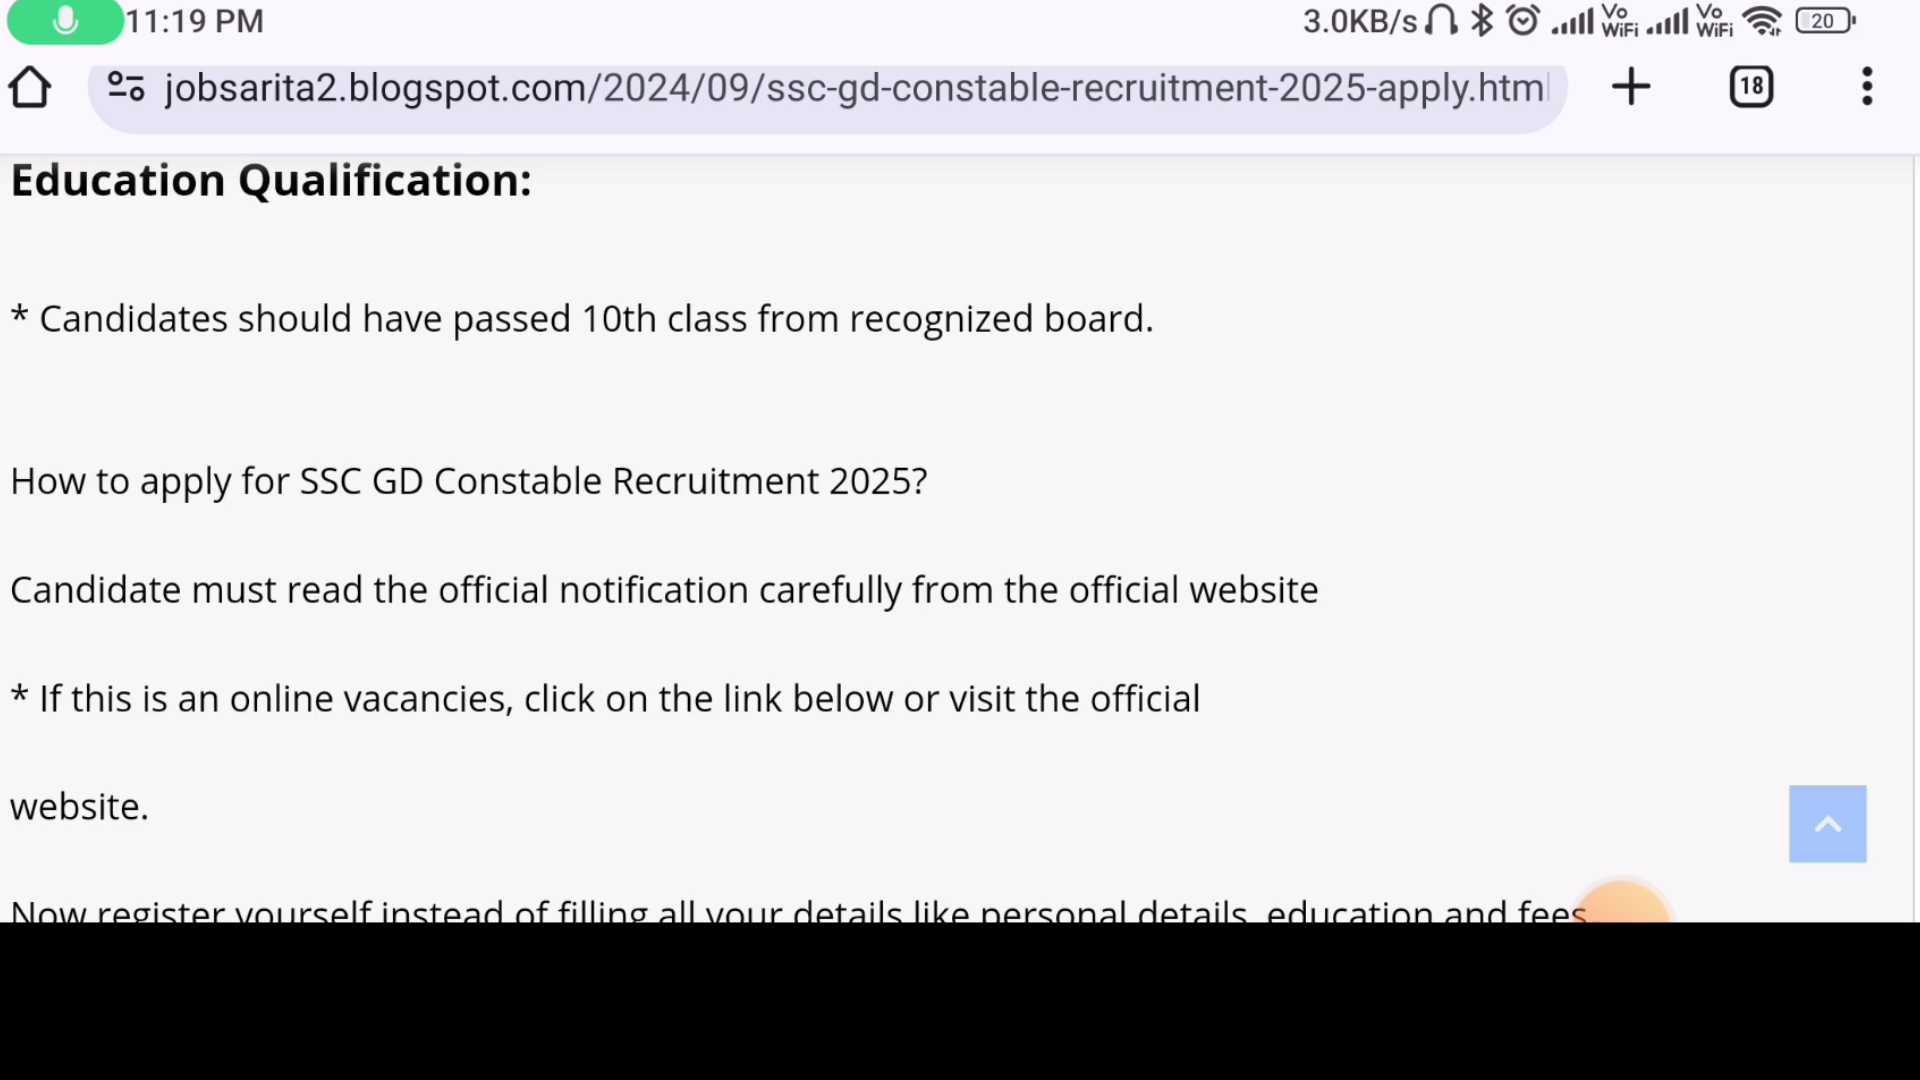 11:19 PM
3.0KB/s
Vo
WiFi
Vo
WiFi
20
jobsarita2.blogspot.com/2024/09/ssc-gd-constable-recruitment-2025-apply.html
18
Education Qualification:
* Candidates should have passed 10th class from recognized board.
How to apply for SSC GD Constable Recruitment 2025?
Candidate must read the official notification carefully from the official website
* If this is an online vacancies, click on the link below or visit the official
website.
Now register yourself instead of filling all your details like personal details, education and fees